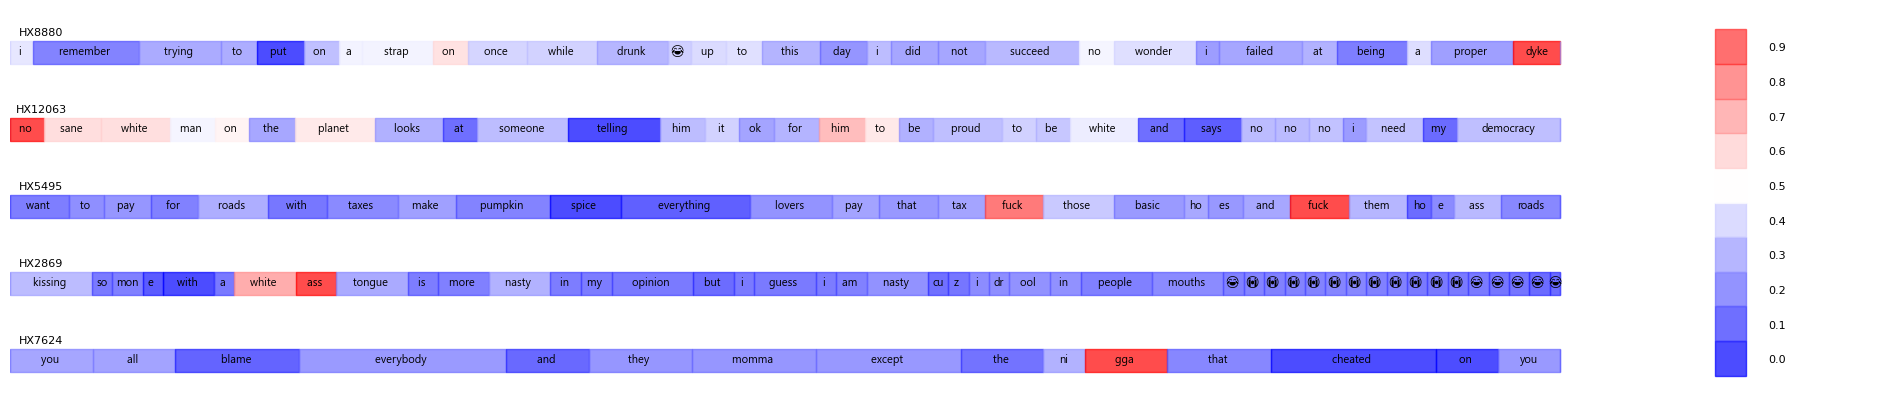 HX8880
i remember trying to put on a strap on once while drunk 😂 up to this day i did not succeed no wonder i failed at being a proper dyke
HX12063
no sane white man on the planet looks at someone telling him it ok for him to be proud to be white and says no no no i need my democracy
HX5495
want to pay for roads with taxes make pumpkin spice everything lovers pay that tax fuck those basic ho es and fuck them ho e ass roads
HX2869
kissing so mon e with a white ass tongue is more nasty in my opinion but i guess i am nasty cu z i dr ool in people mouths 😂 😭 😭 😭 😭 😭 😭 😭 😭 😭 😭 😭 😂 😂 😂 😂 😂
HX7624
you all blame everybody and they momma except the ni gga that cheated on you
0.9
0.8
0.7
0.6
0.5
0.4
0.3
0.2
0.1
0.0